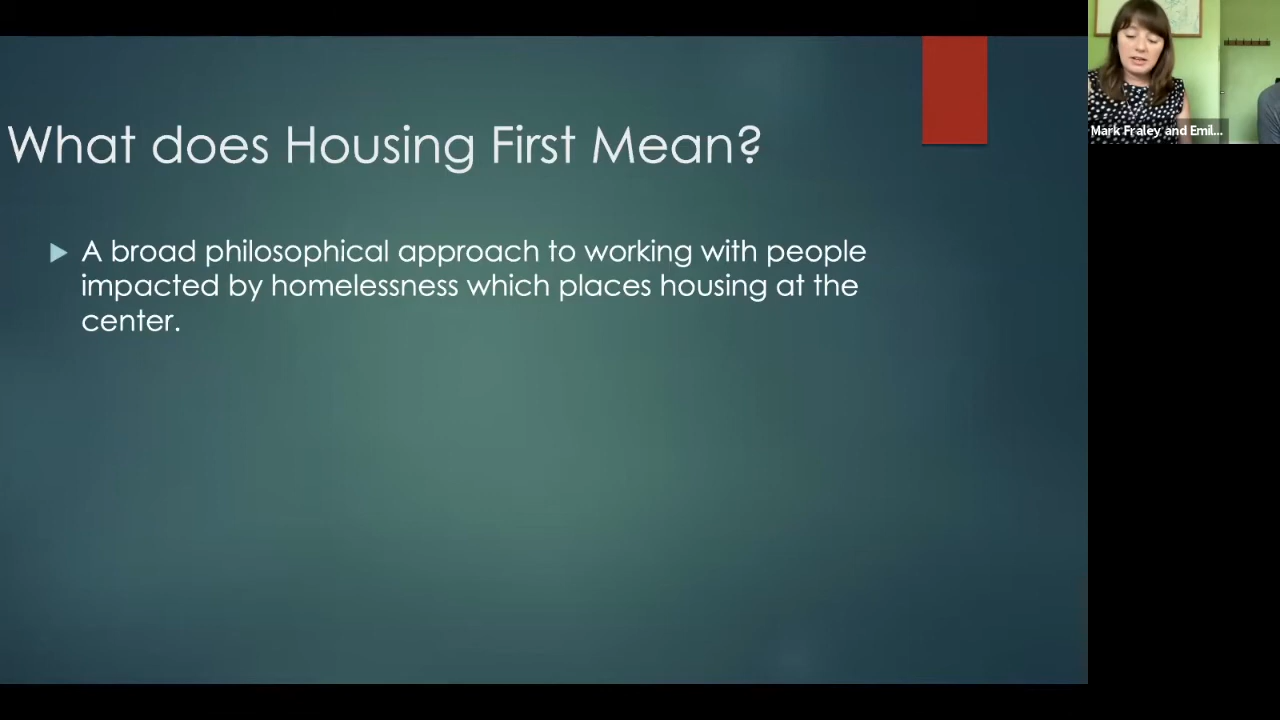 What does Housing First Mean?
A broad philosophical approach to working with people
impacted by homelessness which places housing at the
center.
Mark Fraley and Emil...